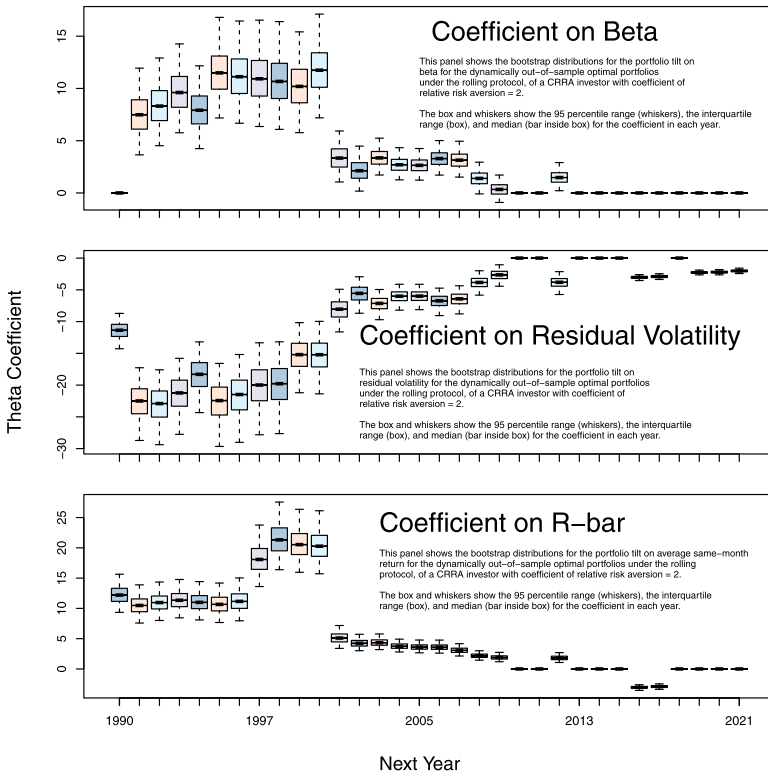 Coefficient on Beta
This panel shows the bootstrap distributions for the portfolio tilt on
beta for the dynamically out−of−sample optimal portfolios
under the rolling protocol, of a CRRA investor with coefficient of
relative risk aversion = 2.
The box and whiskers show the 95 percentile range (whiskers), the interquartile
range (box), and median (bar inside box) for the coefficient in each year.
15
10
5
0
Theta Coefficient
0
−5
−10
−20
−30
Coefficient on Residual Volatility
This panel shows the bootstrap distributions for the portfolio tilt on
residual volatility for the dynamically out−of−sample optimal portfolios
under the rolling protocol, of a CRRA investor with coefficient of
relative risk aversion = 2.
The box and whiskers show the 95 percentile range (whiskers), the interquartile
range (box), and median (bar inside box) for the coefficient in each year.
Coefficient on R−bar
This panel shows the bootstrap distributions for the portfolio tilt on average same−month
return for the dynamically out−of−sample optimal portfolios under the rolling
protocol, of a CRRA investor with coefficient of relative risk aversion = 2.
The box and whiskers show the 95 percentile range (whiskers), the interquartile
range (box), and median (bar inside box) for the coefficient in each year.
25
20
15
10
5
0
1990 1997 2005 2013 2021
Next Year